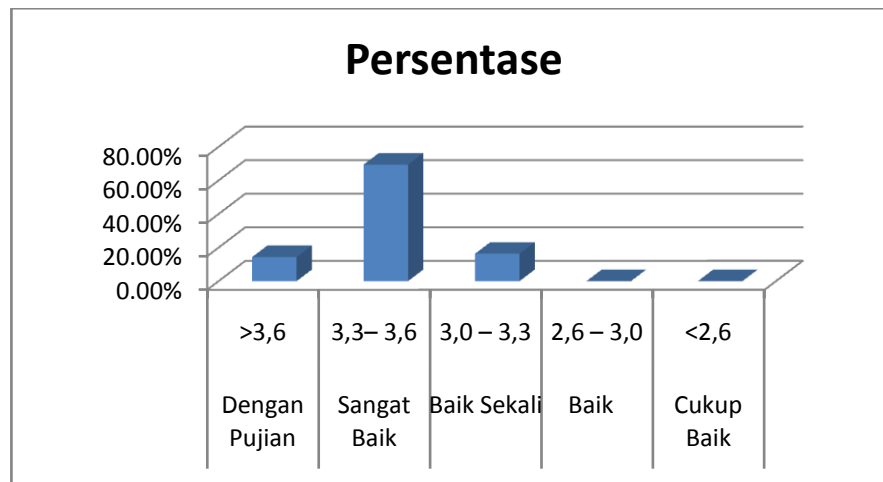 Persentase
80.00%
60.00%
40.00%
20.00%
0.00%
>3,6
3,3– 3,6
3,0 – 3,3
2,6 – 3,0
<2,6
Dengan
Pujian
Sangat
Baik
Baik Sekali
Baik
Cukup
Baik